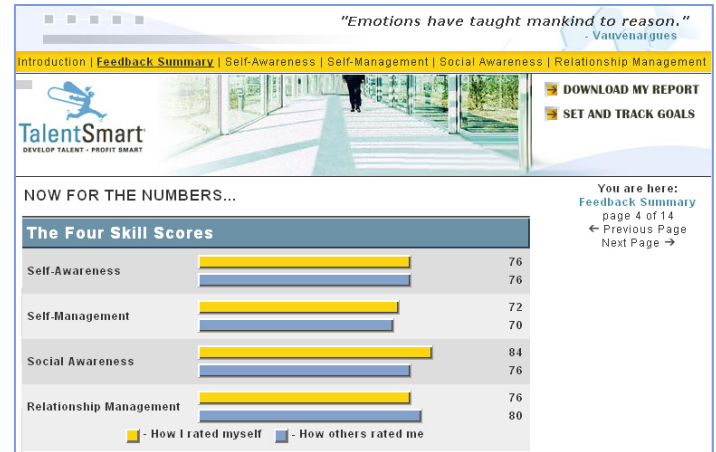 "Emotions have taught mankind to reason."
- Vauvenargues
Introduction | Feedback Summary | Self-Awareness | Self-Management | Social Awareness | Relationship Management
TalentSmart
DEVELOP TALENT - PROFIT SMART
DOWNLOAD MY REPORT
SET AND TRACK GOALS
NOW FOR THE NUMBERS...
You are here:
Feedback Summary
page 4 of 14
← Previous Page
Next Page →
The Four Skill Scores
Self-Awareness 76
76
Self-Management 72
70
Social Awareness 84
76
Relationship Management 76
80
- How I rated myself - How others rated me